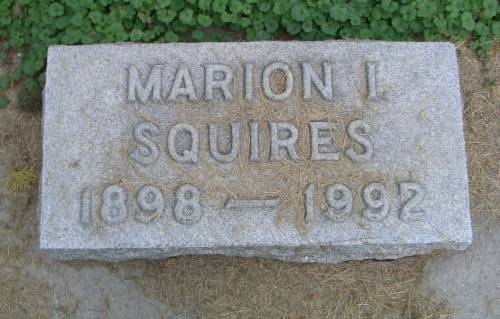 MARION I.
SQUIRES
1898 — 1992